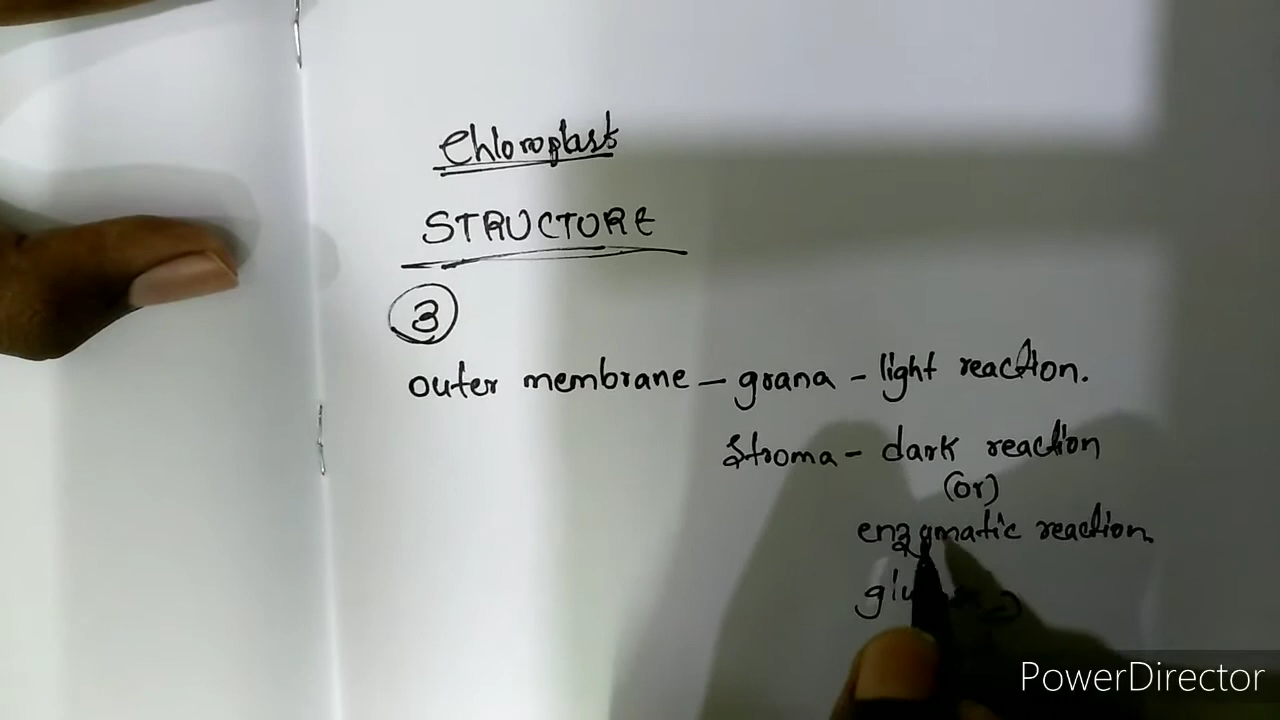 Chloroplast
STRUCTURE
3
outer membrane - grana - light reaction.
Stroma - dark reaction
(or)
enzymatic reaction
PowerDirector